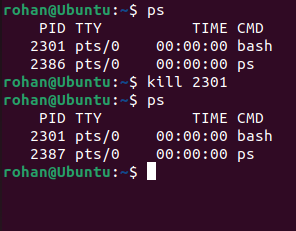 rohan@Ubuntu:~$ ps
    PID TTY          TIME CMD
   2301 pts/0    00:00:00 bash
   2386 pts/0    00:00:00 ps
rohan@Ubuntu:~$ kill 2301
rohan@Ubuntu:~$ ps
    PID TTY          TIME CMD
   2301 pts/0    00:00:00 bash
   2387 pts/0    00:00:00 ps
rohan@Ubuntu:~$